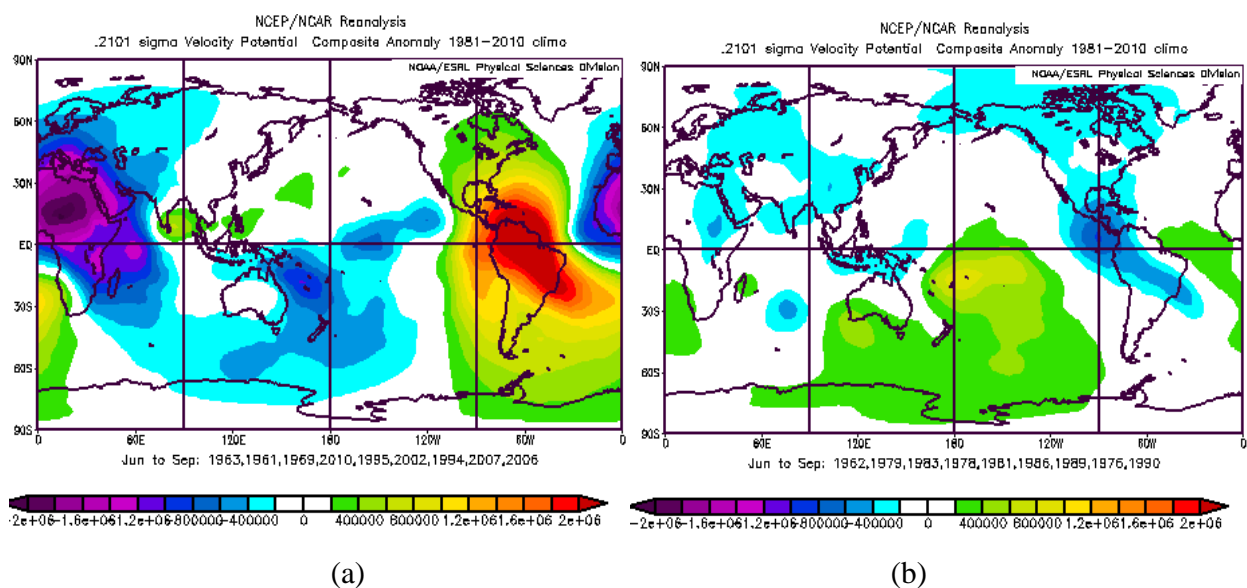 NCEP/NCAR Reanalysis
.2101 sigma Velocity Potential Composite Anomaly 1981-2010 climo
NOAA/ESRL Physical Sciences Division
90N
60N
30N
EQ
30S
60S
90S
0 60E 120E 180 120W 60W 0
Jun to Sep: 1963,1961,1969,2010,1995,2002,1994,2007,2006
-2e+06 -1.6e+06 -1.2e+06 -800000 -400000 0 400000 600000 1.2e+06 1.6e+06 2e+06
(a)
NCEP/NCAR Reanalysis
.2101 sigma Velocity Potential Composite Anomaly 1981-2010 climo
NOAA/ESRL Physical Sciences Division
90N
60N
30N
EQ
30S
60S
90S
0 60E 120E 180 120W 60W 0
Jun to Sep: 1962,1979,1983,1978,1981,1986,1989,1976,1990
-2e+06 -1.6e+06 -1.2e+06 -800000 -400000 0 400000 600000 1.2e+06 1.6e+06 2e+06
(b)